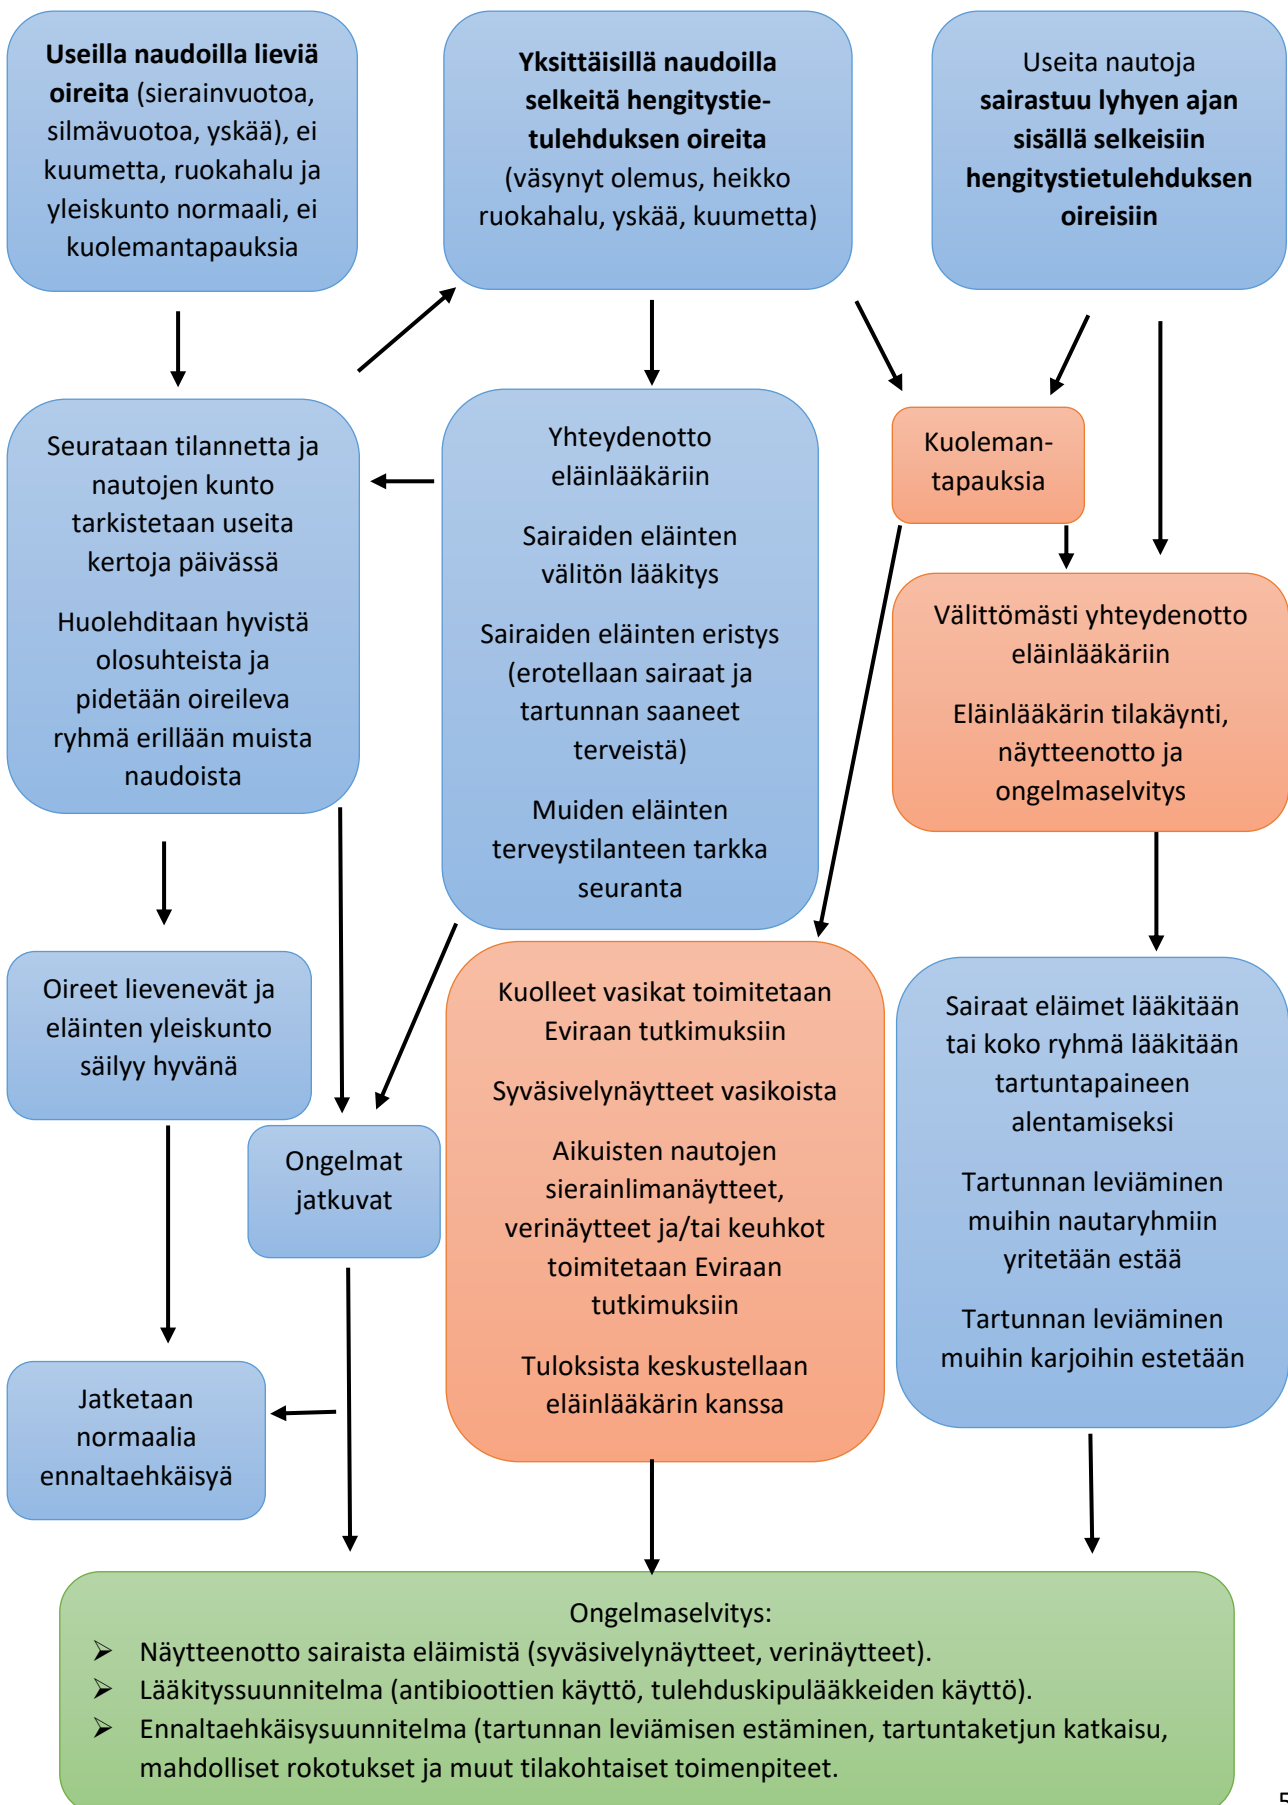 Useilla naudoilla lieviä
oireita (sierainvuotoa,
silmävuotoa, yskää), ei
kuumetta, ruokahalu ja
yleiskunto normaali, ei
kuolemantapauksia
Yksittäisillä naudoilla
selkeitä hengitystie-
tulehduksen oireita
(väsynyt olemus, heikko
ruokahalu, yskää, kuumetta)
Useita nautoja
sairastuu lyhyen ajan
sisällä selkeisiin
hengitystietulehduksen
oireisiin
Seurataan tilannetta ja
nautojen kunto
tarkistetaan useita
kertoja päivässä
Huolehditaan hyvistä
olosuhteista ja
pidetään oireileva
ryhmä erillään muista
naudoista
Yhteydenotto
eläinlääkäriin
Sairaiden eläinten
välitön lääkitys
Sairaiden eläinten eristys
(erotellaan sairaat ja
tartunnan saaneet
terveistä)
Muiden eläinten
terveystilanteen tarkka
seuranta
Kuoleman-
tapauksia
Välittömästi yhteydenotto
eläinlääkäriin
Eläinlääkärin tilakäynti,
näytteenotto ja
ongelmaselvitys
Oireet lievenevät ja
eläinten yleiskunto
säilyy hyvänä
Ongelmat
jatkuvat
Kuolleet vasikat toimitetaan
Eviraan tutkimuksiin
Syväsivelynäytteet vasikoista
Aikuisten nautojen
sierainlimanäytteet,
verinäytteet ja/tai keuhkot
toimitetaan Eviraan
tutkimuksiin
Tuloksista keskustellaan
eläinlääkärin kanssa
Sairaat eläimet lääkitään
tai koko ryhmä lääkitään
tartuntapaineen
alentamiseksi
Tartunnan leviäminen
muihin nautaryhmiin
yritetään estää
Tartunnan leviäminen
muihin karjoihin estetään
Jatketaan
normaalia
ennaltaehkäisyä
Ongelmaselvitys:
➢ Näytteenotto sairaista eläimistä (syväsivelynäytteet, verinäytteet).
➢ Lääkityssuunnitelma (antibioottien käyttö, tulehduskipulääkkeiden käyttö).
➢ Ennaltaehkäisysuunnitelma (tartunnan leviämisen estäminen, tartuntaketjun katkaisu,
mahdolliset rokotukset ja muut tilakohtaiset toimenpiteet.